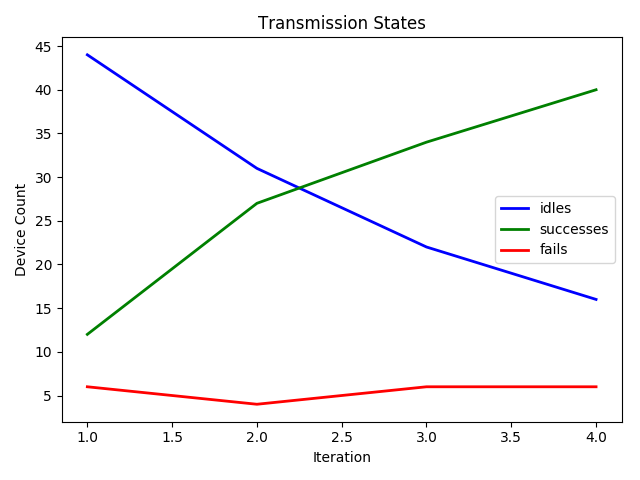 Transmission States
Device Count
45
40
35
30
25
20
15
10
5
idles
successes
fails
1.0 1.5 2.0 2.5 3.0 3.5 4.0
Iteration